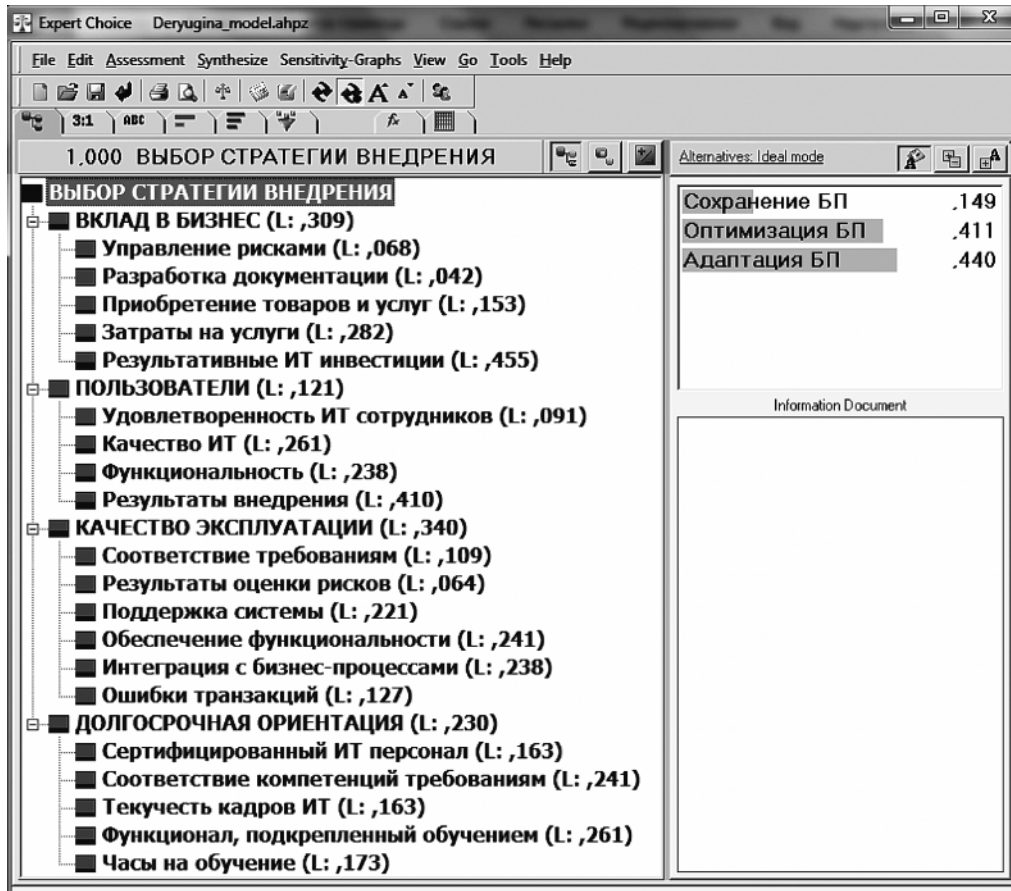 Expert Choice Deryugina_model.ahpz
File Edit Assessment Synthesize Sensitivity-Graphs View Go Tools Help
3:1 ABC fx
1,000 ВЫБОР СТРАТЕГИИ ВНЕДРЕНИЯ
Alternatives: Ideal mode
ВЫБОР СТРАТЕГИИ ВНЕДРЕНИЯ
ВКЛАД В БИЗНЕС (L: ,309)
Управление рисками (L: ,068)
Разработка документации (L: ,042)
Приобретение товаров и услуг (L: ,153)
Затраты на услуги (L: ,282)
Результативные ИТ инвестиции (L: ,455)
ПОЛЬЗОВАТЕЛИ (L: ,121)
Удовлетворенность ИТ сотрудников (L: ,091)
Качество ИТ (L: ,261)
Функциональность (L: ,238)
Результаты внедрения (L: ,410)
КАЧЕСТВО ЭКСПЛУАТАЦИИ (L: ,340)
Соответствие требованиям (L: ,109)
Результаты оценки рисков (L: ,064)
Поддержка системы (L: ,221)
Обеспечение функциональности (L: ,241)
Интеграция с бизнес-процессами (L: ,238)
Ошибки транзакций (L: ,127)
ДОЛГОСРОЧНАЯ ОРИЕНТАЦИЯ (L: ,230)
Сертифицированный ИТ персонал (L: ,163)
Соответствие компетенций требованиям (L: ,241)
Текучесть кадров ИТ (L: ,163)
Функционал, подкрепленный обучением (L: ,261)
Часы на обучение (L: ,173)
Сохранение БП ,149
Оптимизация БП ,411
Адаптация БП ,440
Information Document